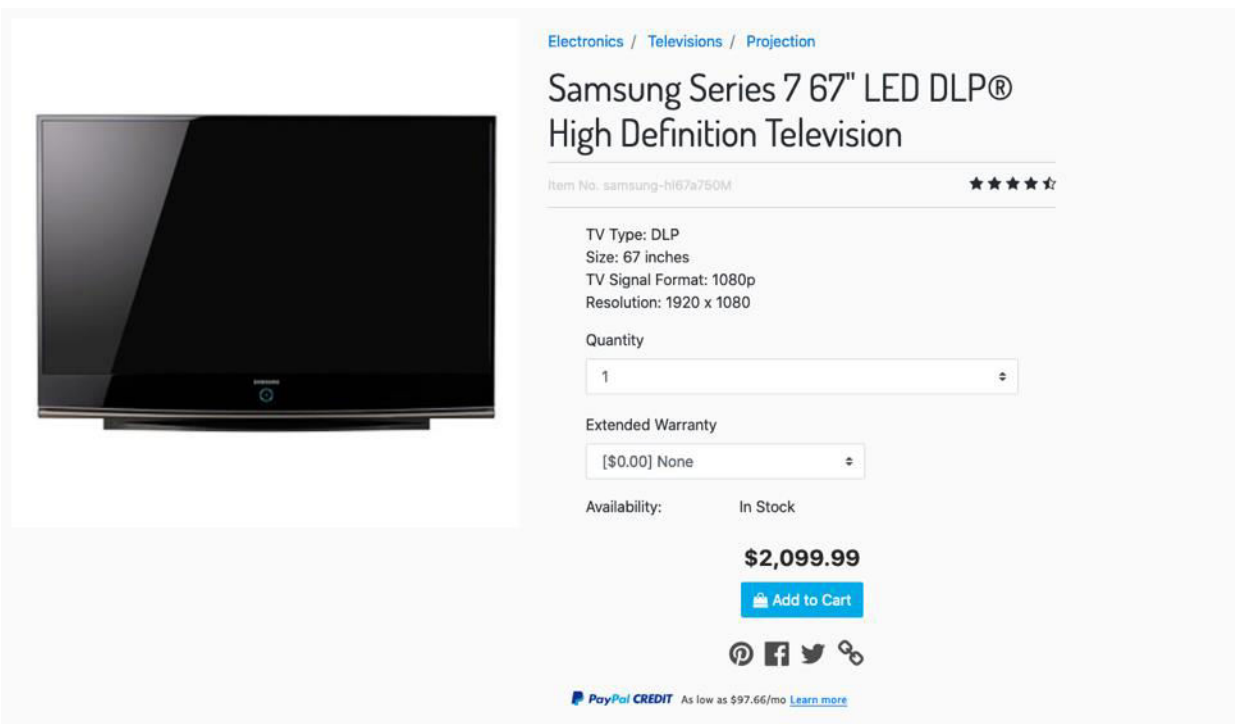 Electronics / Televisions / Projection
Samsung Series 7 67" LED DLP®
High Definition Television
Item No. samsung-hl67a750M
TV Type: DLP
Size: 67 inches
TV Signal Format: 1080p
Resolution: 1920 x 1080
Quantity
1
Extended Warranty
[$0.00] None
Availability: In Stock
$2,099.99
Add to Cart
PayPal CREDIT As low as $97.66/mo Learn more
SAMSUNG